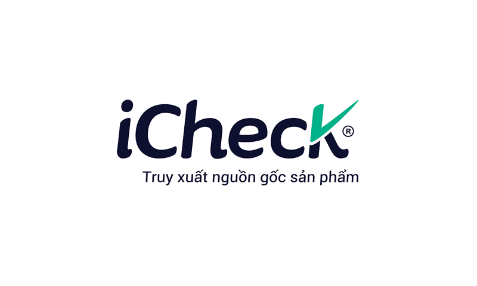 iCheck®
Truy xuất nguồn gốc sản phẩm